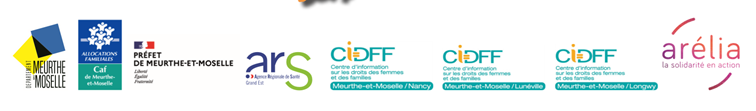 DEPARTEMENT
MEURTHE
MOSELLE
ALLOCATIONS
FAMILIALES
Caf
de Meurthe-
et-Moselle
PRÉFET
DE MEURTHE-ET-MOSELLE
Liberté
Égalité
Fraternité
ars
Agence Régionale de Santé
Grand Est
CIDFF
Centre d'information
sur les droits des femmes
et des familles
Meurthe-et-Moselle / Nancy
CIDFF
Centre d'information
sur les droits des femmes
et des familles
Meurthe-et-Moselle / Lunéville
CIDFF
Centre d'information
sur les droits des femmes
et des familles
Meurthe-et-Moselle / Longwy
arélia
la solidarité en action